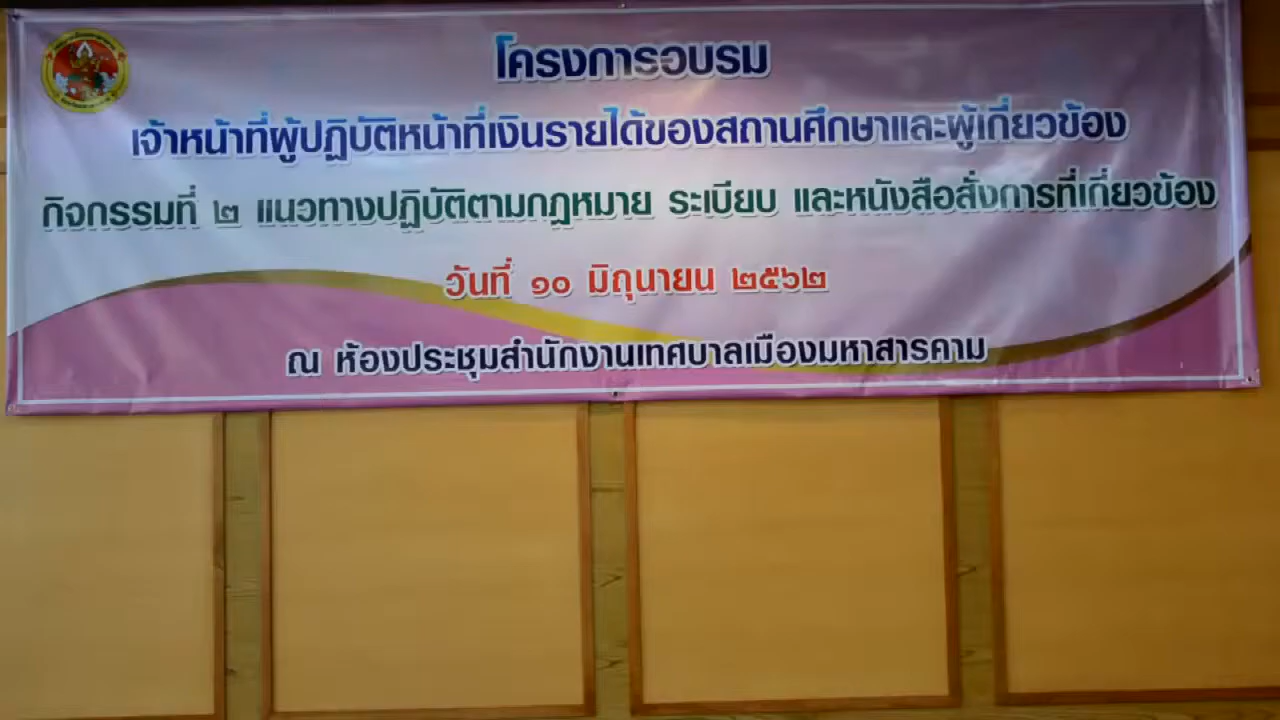 โครงการอบรม
เจ้าหน้าที่ผู้ปฏิบัติหน้าที่เงินรายได้ของสถานศึกษาและผู้เกี่ยวข้อง
กิจกรรมที่ ๒ แนวทางปฏิบัติตามกฎหมาย ระเบียบ และหนังสือสั่งการที่เกี่ยวข้อง
วันที่ ๑๐ มิถุนายน ๒๕๖๒
ณ ห้องประชุมสำนักงานเทศบาลเมืองมหาสารคาม